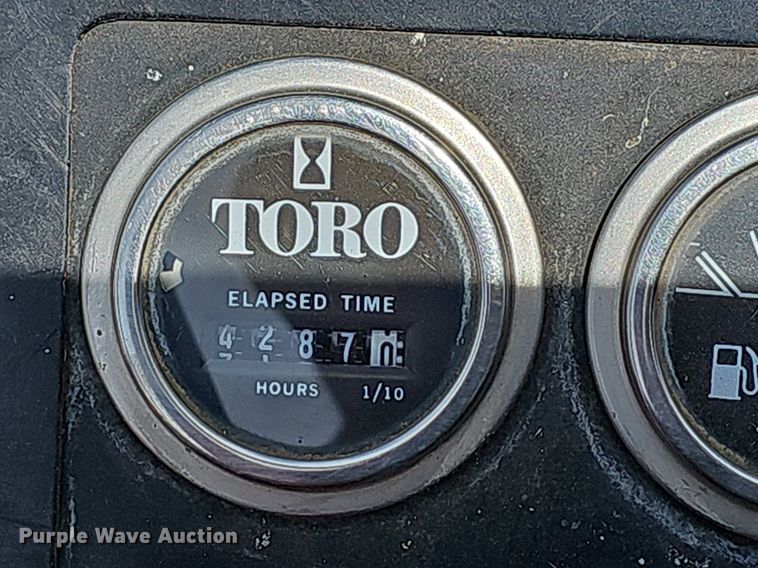 TORO
ELAPSED TIME
42870
HOURS 1/10
Purple Wave Auction